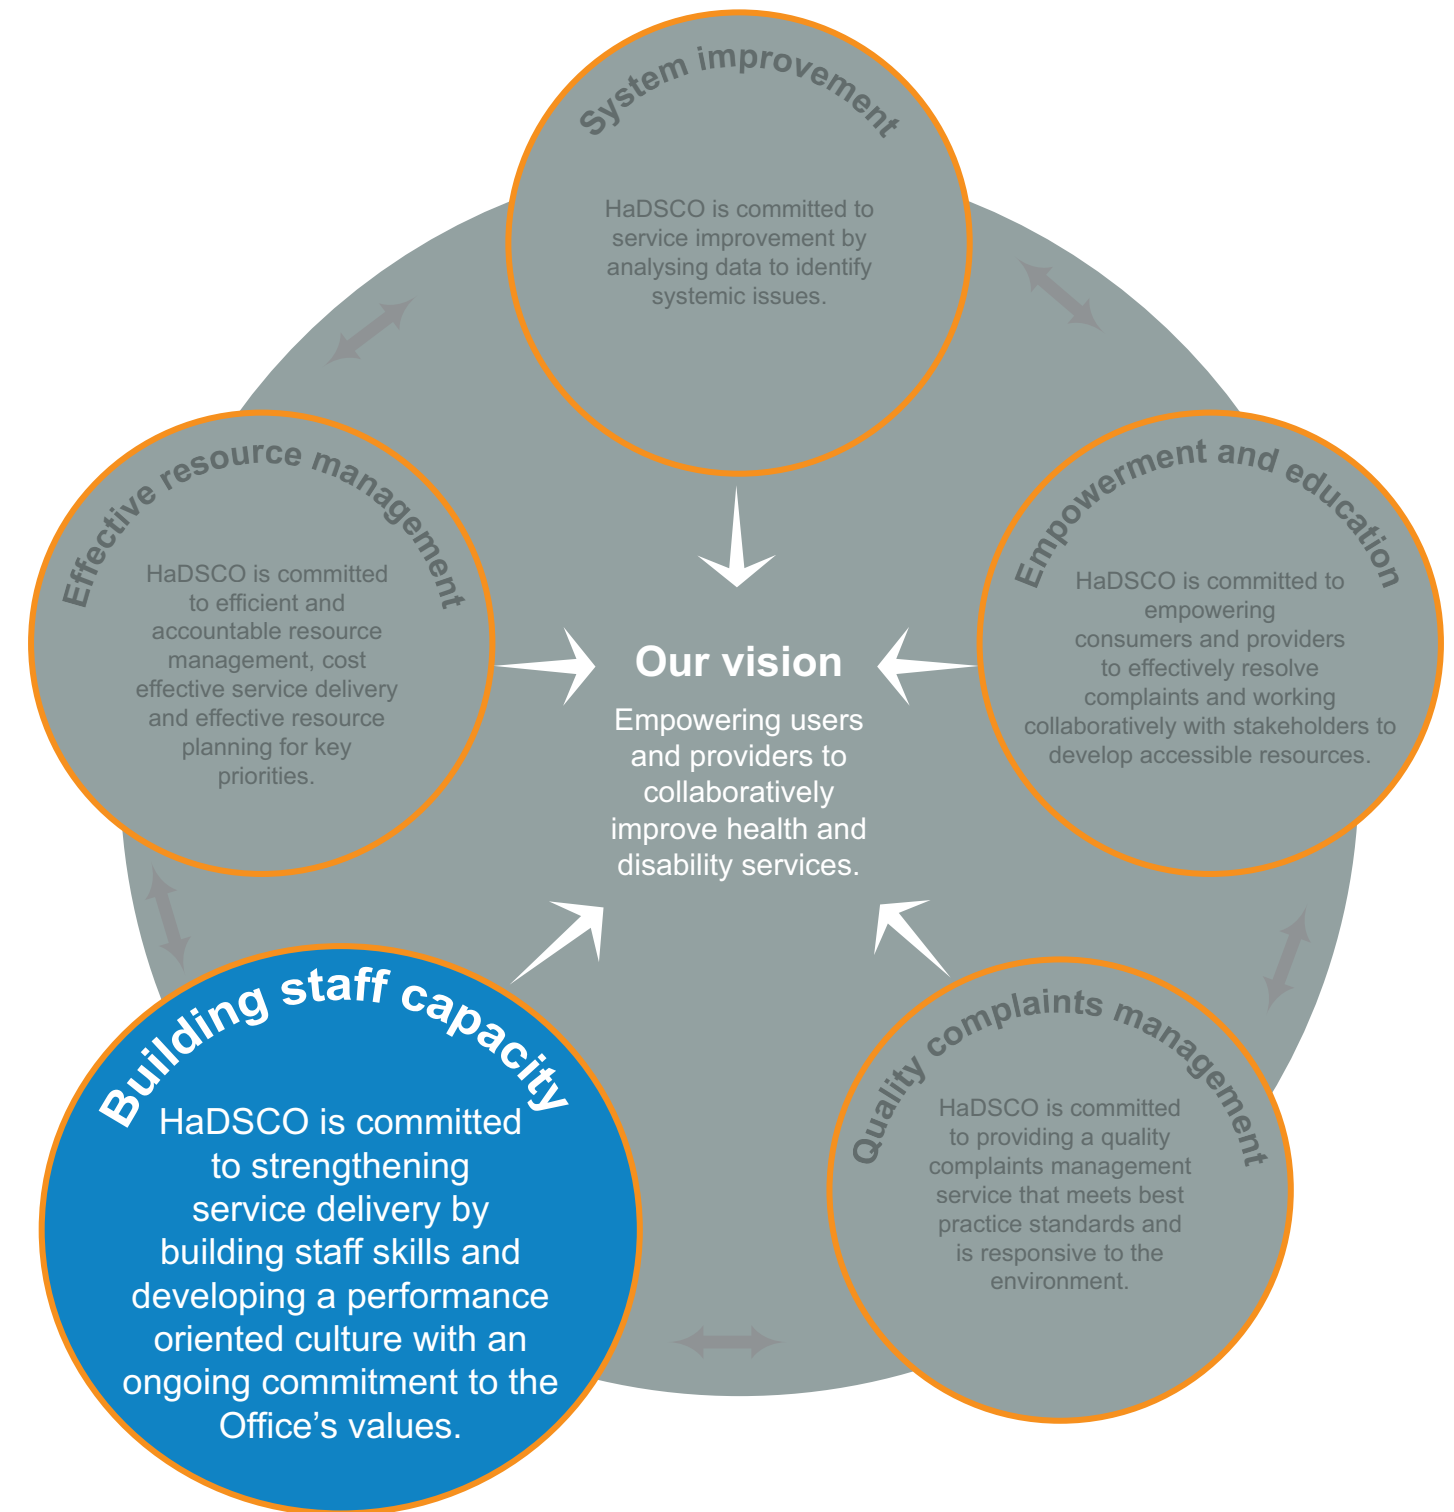 System improvement
HaDSCO is committed to
service improvement by
analysing data to identify
systemic issues.
Effective resource management
HaDSCO is committed
to efficient and
accountable resource
management, cost
effective service delivery
and effective resource
planning for key
priorities.
Empowerment and education
HaDSCO is committed to
empowering
consumers and providers
to effectively resolve
complaints and working
collaboratively with stakeholders to
develop accessible resources.
Our vision
Empowering users
and providers to
collaboratively
improve health and
disability services.
Building staff capacity
HaDSCO is committed
to strengthening
service delivery by
building staff skills and
developing a performance
oriented culture with an
ongoing commitment to the
Office’s values.
Quality complaints management
HaDSCO is committed
to providing a quality
complaints management
service that meets best
practice standards and
is responsive to the
environment.